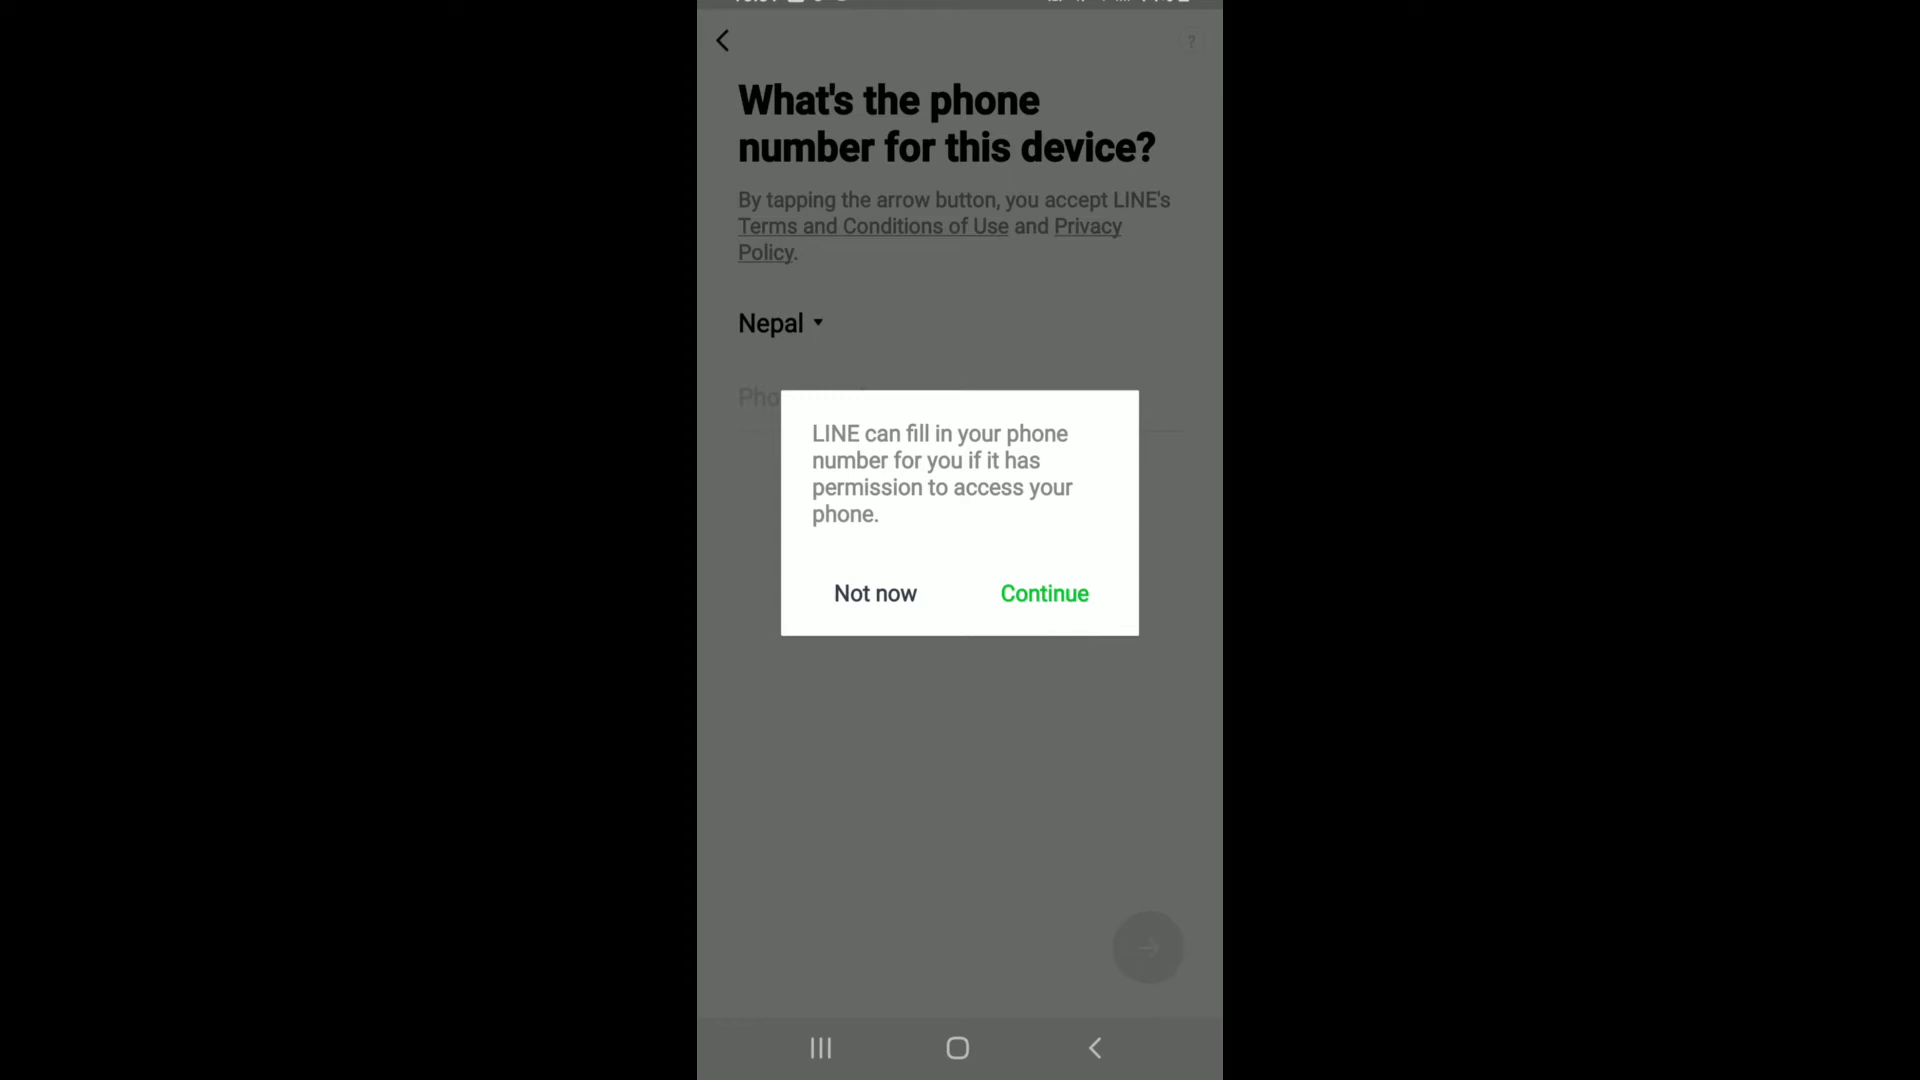 ?
What's the phone
number for this device?
By tapping the arrow button, you accept LINE's
Terms and Conditions of Use and Privacy
Policy.
Nepal
LINE can fill in your phone
number for you if it has
permission to access your
phone.
Not now Continue